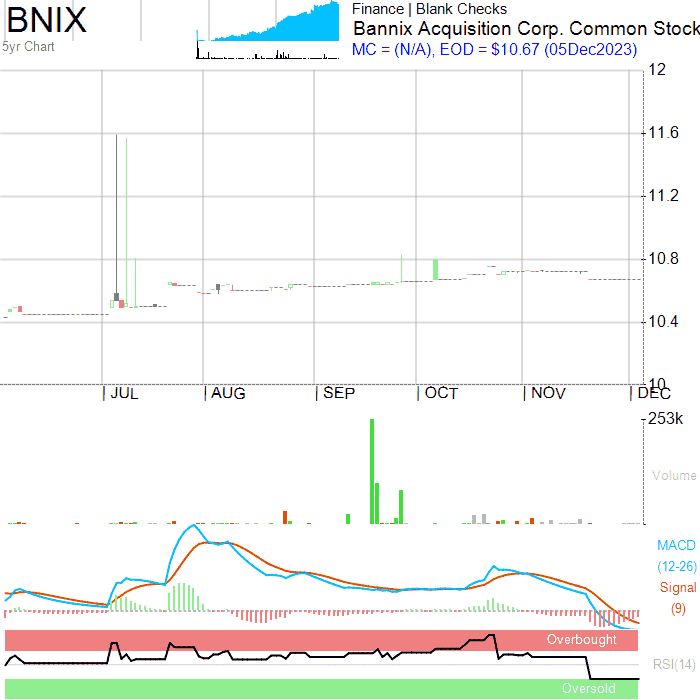 BNIX
5yr Chart
Finance | Blank Checks
Bannix Acquisition Corp. Common Stock
MC = (N/A), EOD = $10.67 (05Dec2023)
12
11.6
11.2
10.8
10.4
10
JUL AUG SEP OCT NOV DEC
253k
Volume
MACD
(12-26)
Signal
(9)
Overbought
RSI(14)
Oversold